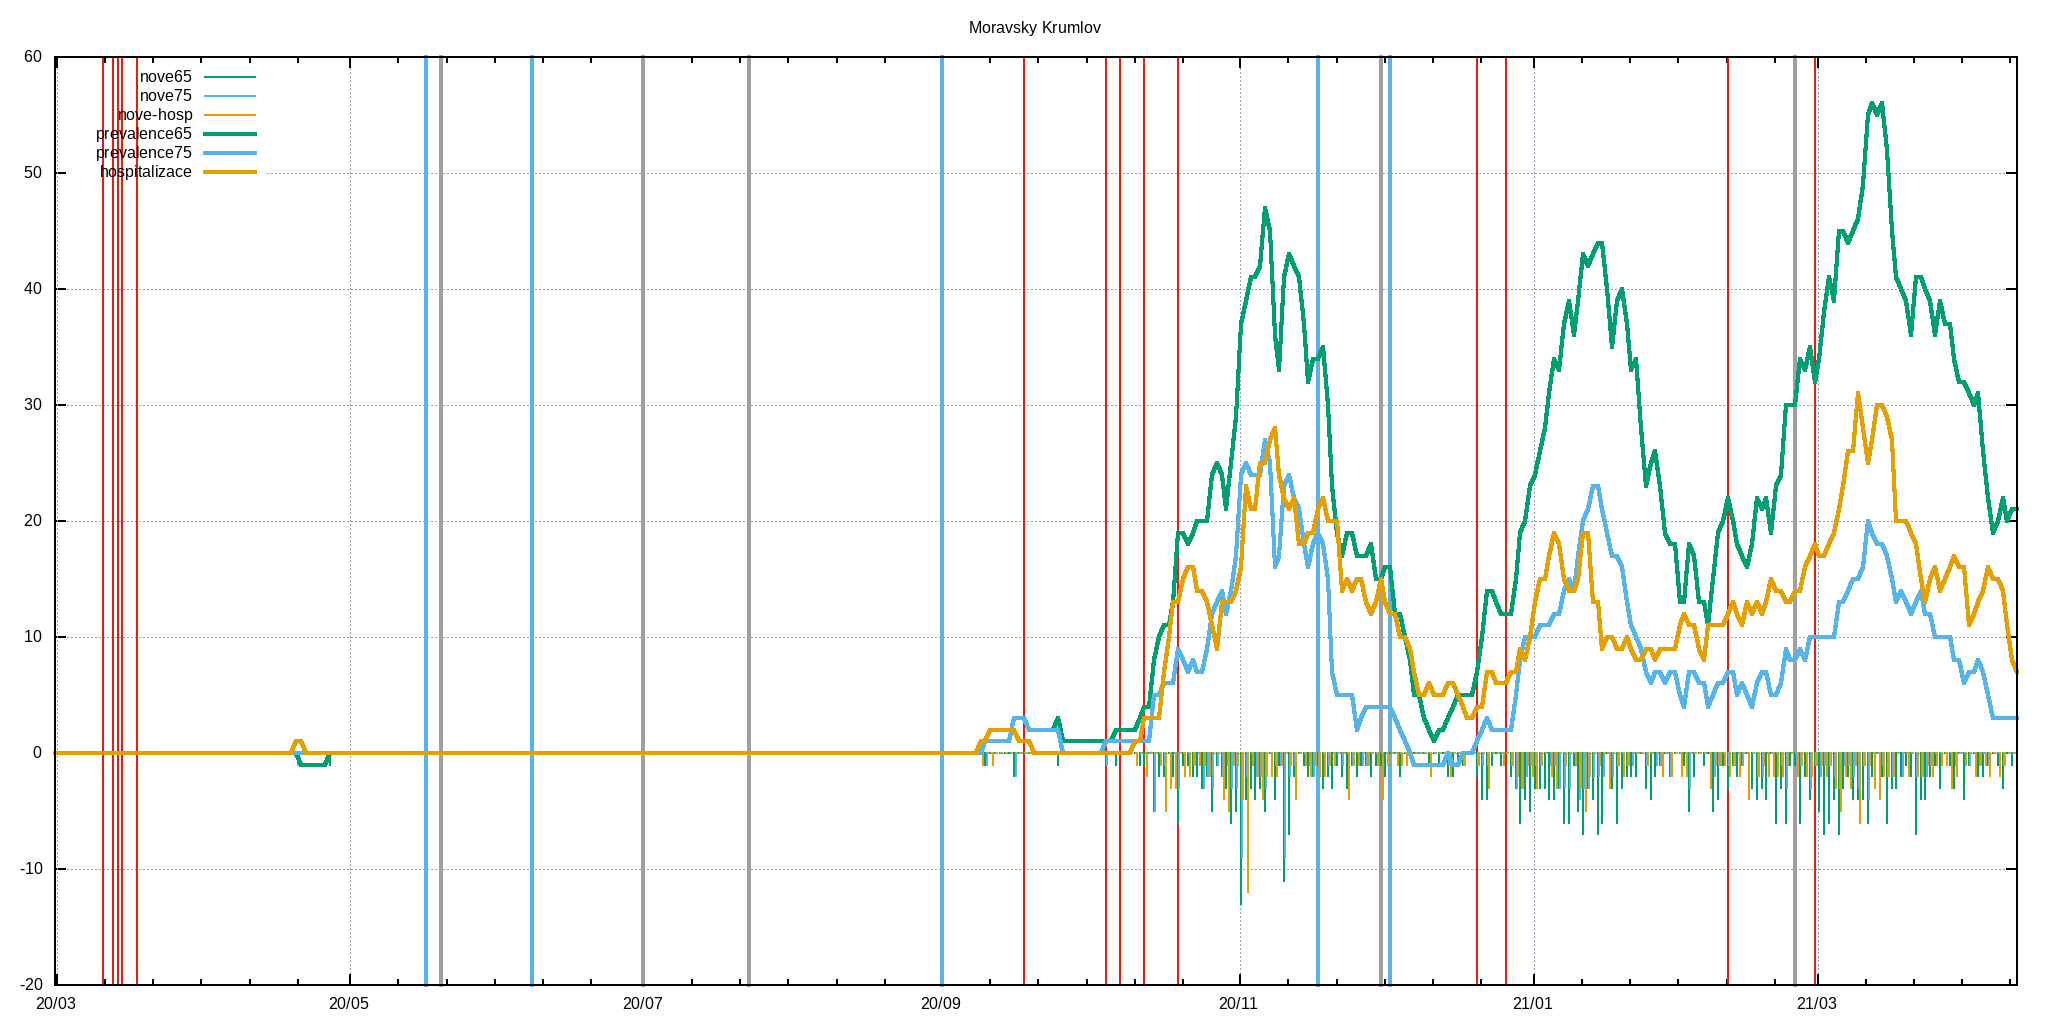 Moravsky Krumlov
60
50
40
30
20
10
0
-10
-20
nove65
nove75
nove-hosp
prevalence65
prevalence75
hospitalizace
20/03 20/05 20/07 20/09 20/11 21/01 21/03